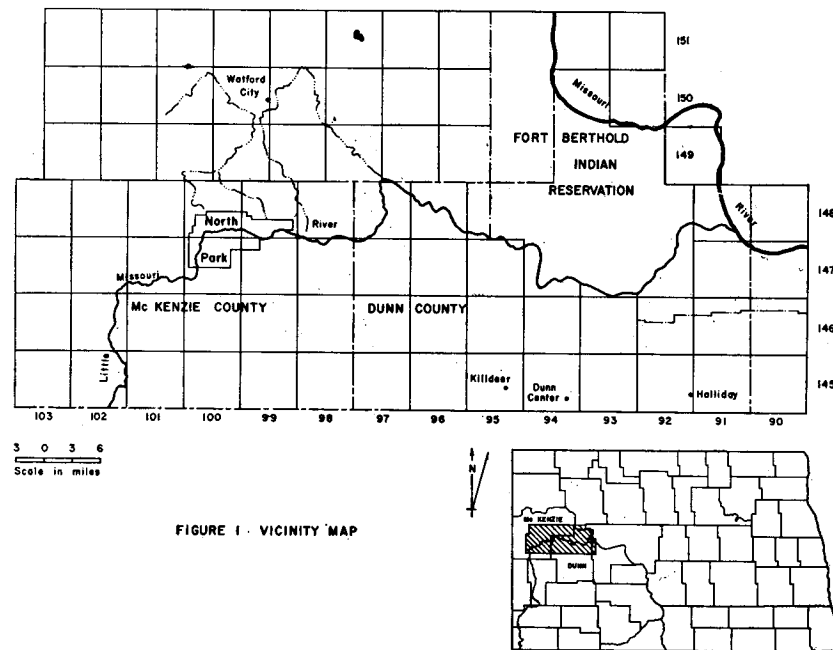 151
Watford
City
Missouri
150
FORT BERTHOLD
INDIAN
RESERVATION
149
River
148
North
River
Park
147
Missouri
Mc KENZIE COUNTY
DUNN COUNTY
146
Little
Killdeer
Dunn
Center
Halliday
145
103 102 101 100 99 98 97 96 95 94 93 92 91 90
3 0 3 6
Scale in miles
N
FIGURE 1 · VICINITY MAP
Mc KENZIE
DUNN